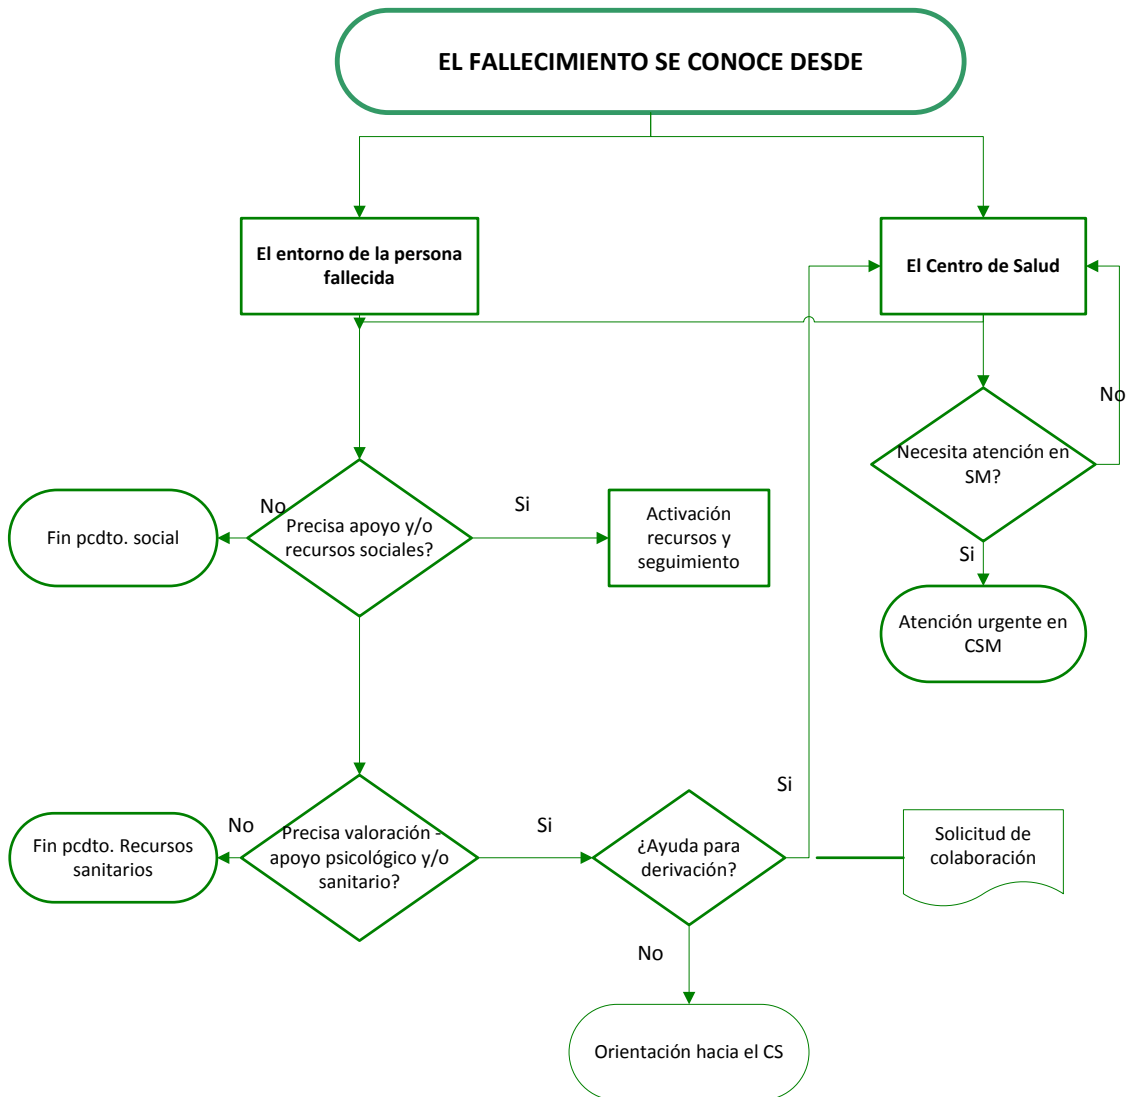 EL FALLECIMIENTO SE CONOCE DESDE
El entorno de la persona
fallecida
El Centro de Salud
No
Necesita atención en
SM?
Si
Atención urgente en
CSM
No
Fin pcdto. social
Precisa apoyo y/o
recursos sociales?
Si
Activación
recursos y
seguimiento
No
Fin pcdto. Recursos
sanitarios
Precisa valoración -
apoyo psicológico y/o
sanitario?
Si
¿Ayuda para
derivación?
Si
Solicitud de
colaboración
No
Orientación hacia el CS